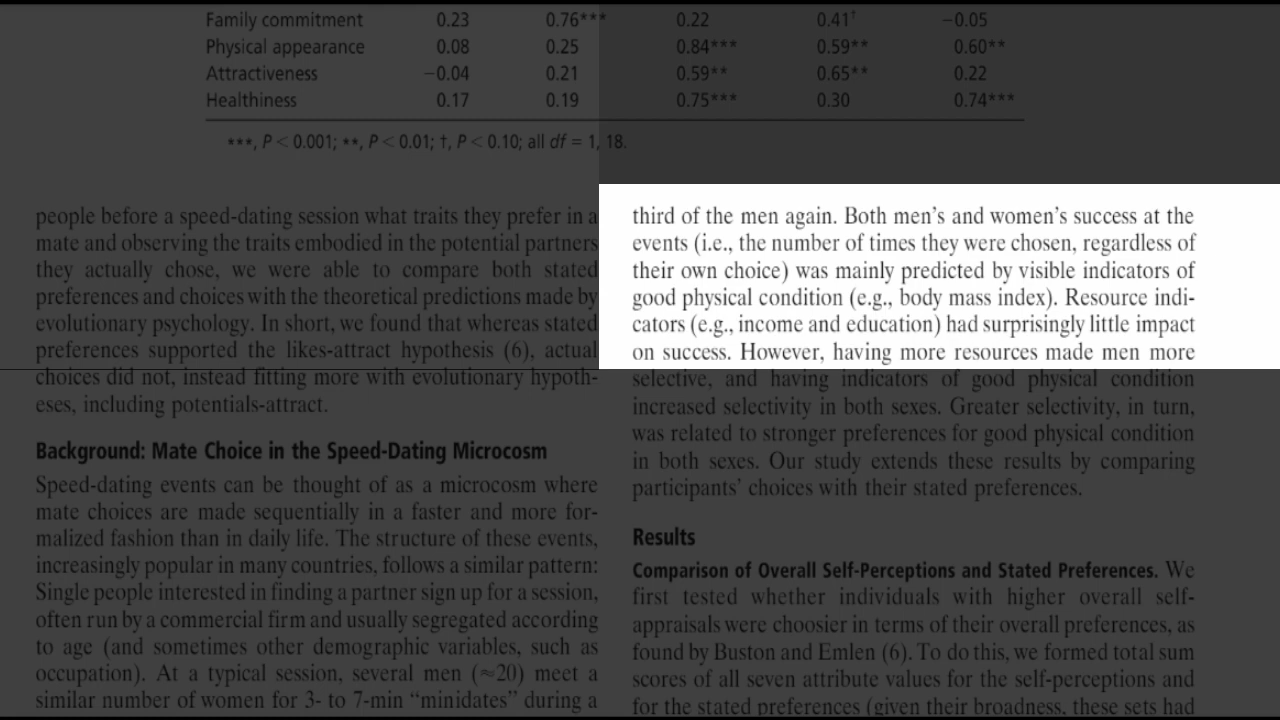 Family commitment 0.23 0.76*** 0.22 0.41† −0.05
Physical appearance 0.08 0.25 0.84*** 0.59** 0.60**
Attractiveness −0.04 0.21 0.59** 0.65** 0.22
Healthiness 0.17 0.19 0.75*** 0.30 0.74***
***, P < 0.001; **, P < 0.01; †, P < 0.10; all df = 1, 18.
people before a speed-dating session what traits they prefer in a
mate and observing the traits embodied in the potential partners
they actually chose, we were able to compare both stated
preferences and choices with the theoretical predictions made by
evolutionary psychology. In short, we found that whereas stated
preferences supported the likes-attract hypothesis (6), actual
choices did not, instead fitting more with evolutionary hypoth-
eses, including potentials-attract.
Background: Mate Choice in the Speed-Dating Microcosm
Speed-dating events can be thought of as a microcosm where
mate choices are made sequentially in a faster and more for-
malized fashion than in daily life. The structure of these events,
increasingly popular in many countries, follows a similar pattern:
Single people interested in finding a partner sign up for a session,
often run by a commercial firm and usually segregated according
to age (and sometimes other demographic variables, such as
occupation). At a typical session, several men (≈20) meet a
similar number of women for 3- to 7-min “minidates” during a
third of the men again. Both men’s and women’s success at the
events (i.e., the number of times they were chosen, regardless of
their own choice) was mainly predicted by visible indicators of
good physical condition (e.g., body mass index). Resource indi-
cators (e.g., income and education) had surprisingly little impact
on success. However, having more resources made men more
selective, and having indicators of good physical condition
increased selectivity in both sexes. Greater selectivity, in turn,
was related to stronger preferences for good physical condition
in both sexes. Our study extends these results by comparing
participants’ choices with their stated preferences.
Results
Comparison of Overall Self-Perceptions and Stated Preferences. We
first tested whether individuals with higher overall self-
appraisals were choosier in terms of their overall preferences, as
found by Buston and Emlen (6). To do this, we formed total sum
scores of all seven attribute values for the self-perceptions and
for the stated preferences (given their broadness, these sets had